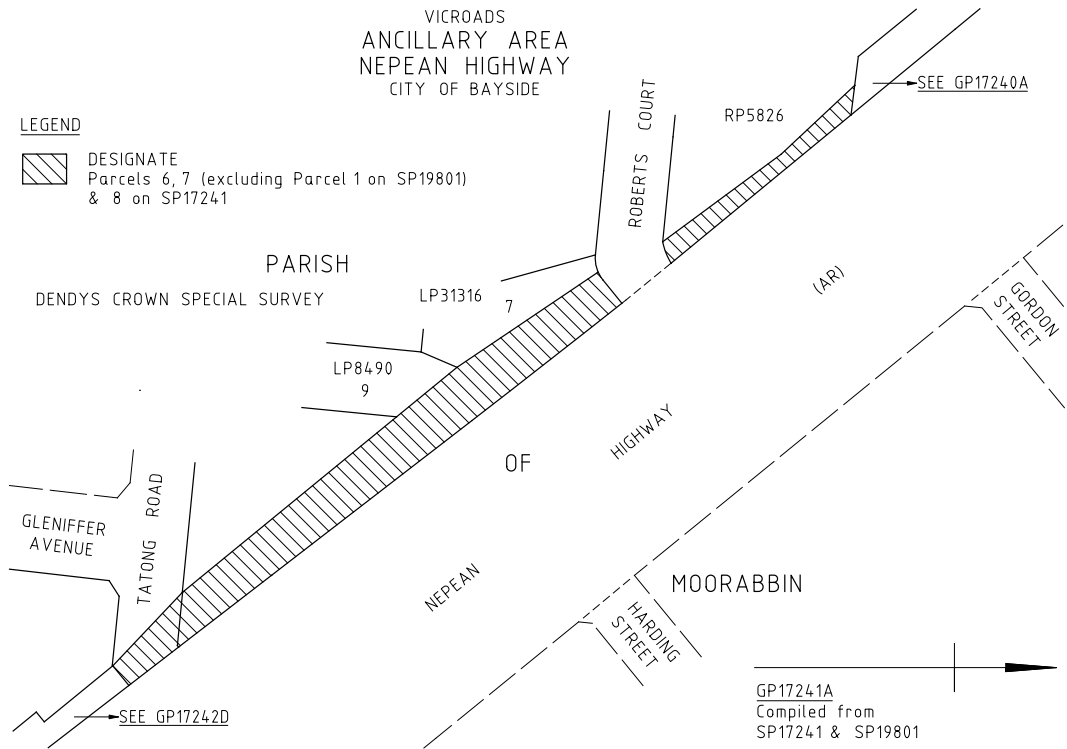 VICROADS
ANCILLARY AREA
NEPEAN HIGHWAY
CITY OF BAYSIDE
LEGEND
DESIGNATE
Parcels 6, 7 (excluding Parcel 1 on SP19801)
& 8 on SP17241
ROBERTS COURT
RP5826
SEE GP17240A
PARISH
DENDYS CROWN SPECIAL SURVEY
LP31316
7
(AR)
GORDON
STREET
LP8490
9
OF
HIGHWAY
GLENIFFER
AVENUE
TATONG ROAD
NEPEAN
MOORABBIN
HARDING
STREET
SEE GP17242D
GP17241A
Compiled from
SP17241 & SP19801